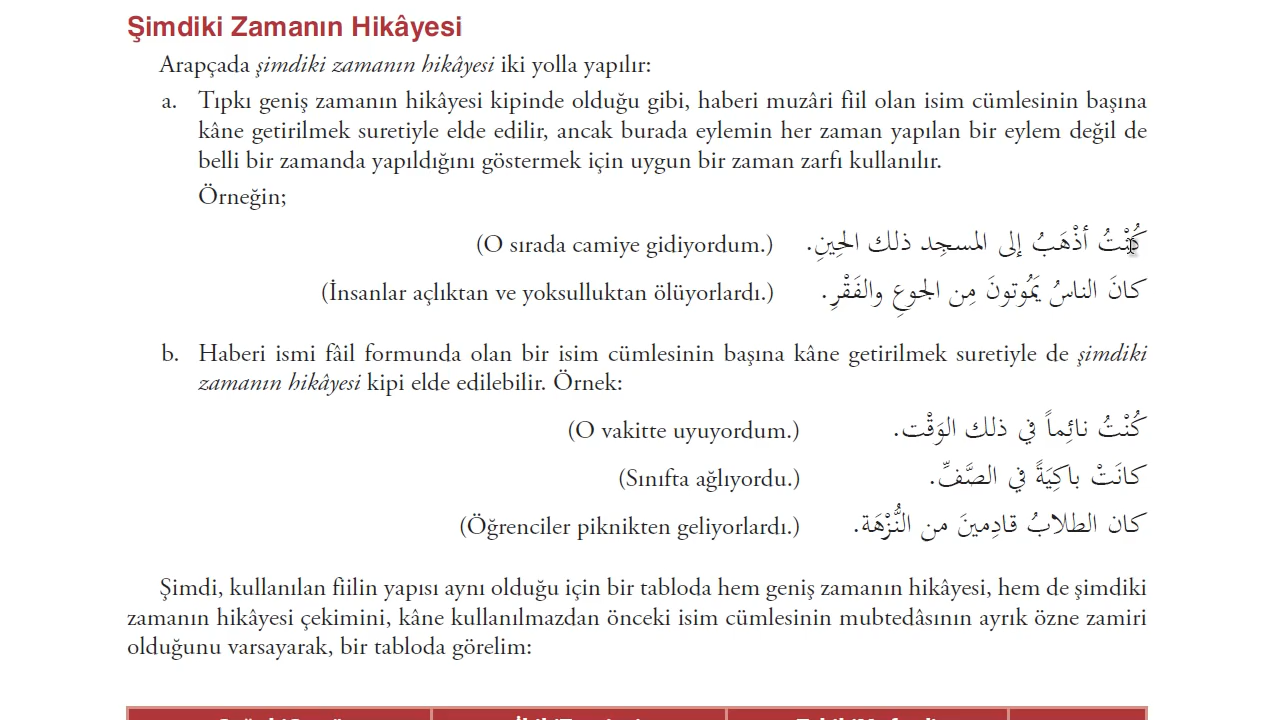 Şimdiki Zamanın Hikâyesi
Arapçada şimdiki zamanın hikâyesi iki yolla yapılır:
a. Tıpkı geniş zamanın hikâyesi kipinde olduğu gibi, haberi muzâri fiil olan isim cümlesinin başına
kâne getirilmek suretiyle elde edilir, ancak burada eylemin her zaman yapılan bir eylem değil de
belli bir zamanda yapıldığını göstermek için uygun bir zaman zarfı kullanılır.
Örneğin;
(O sırada camiye gidiyordum.) كُنْتُ أذْهَبُ إلى المسجِد ذلك الحِينِ.
(İnsanlar açlıktan ve yoksulluktan ölüyorlardı.) كانَ الناسُ يَمُوتونَ مِن الجوعِ والفَقْرِ.
b. Haberi ismi fâil formunda olan bir isim cümlesinin başına kâne getirilmek suretiyle de şimdiki
zamanın hikâyesi kipi elde edilebilir. Örnek:
(O vakitte uyuyordum.) كُنْتُ نائِماً في ذلك الوَقْت.
(Sınıfta ağlıyordu.) كانَتْ باكِيَةً في الصَّفِّ.
(Öğrenciler piknikten geliyorlardı.) كان الطلابُ قادِمينَ من النُّزْهَة.
Şimdi, kullanılan fiilin yapısı aynı olduğu için bir tabloda hem geniş zamanın hikâyesi, hem de şimdiki
zamanın hikâyesi çekimini, kâne kullanılmazdan önceki isim cümlesinin mubtedâsının ayrık özne zamiri
olduğunu varsayarak, bir tabloda görelim: